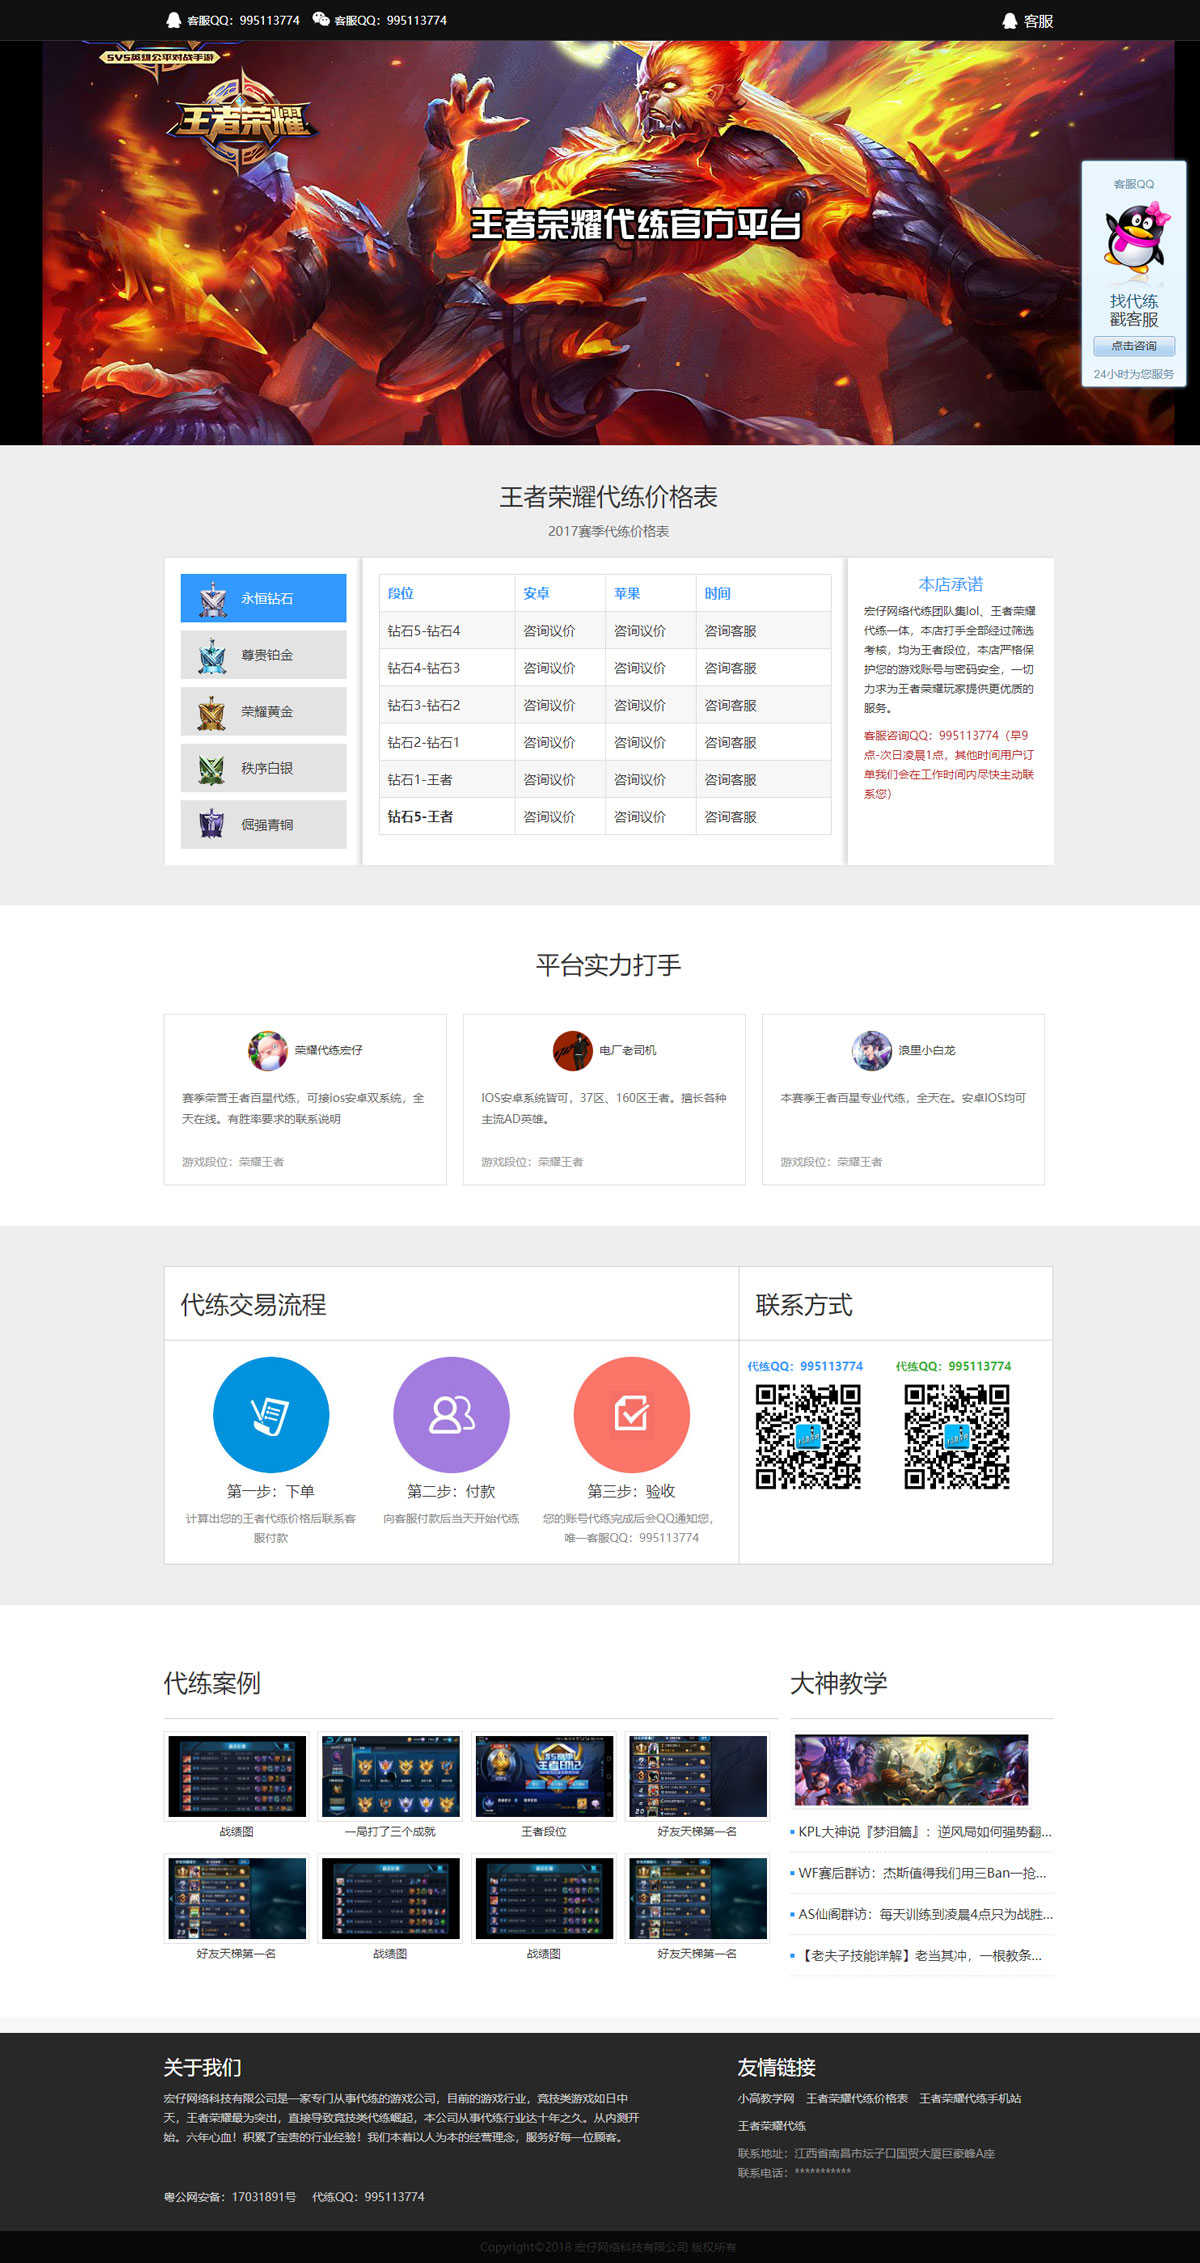 客服QQ：995113774
客服QQ：995113774
客服
5V5英雄公平对战手游
王者荣耀
王者荣耀代练官方平台
客服QQ
找代练
戳客服
点击咨询
24小时为您服务
王者荣耀代练价格表
2017赛季代练价格表
永恒钻石
尊贵铂金
荣耀黄金
秩序白银
倔强青铜
段位 安卓 苹果 时间
钻石5-钻石4 咨询议价 咨询议价 咨询客服
钻石4-钻石3 咨询议价 咨询议价 咨询客服
钻石3-钻石2 咨询议价 咨询议价 咨询客服
钻石2-钻石1 咨询议价 咨询议价 咨询客服
钻石1-王者 咨询议价 咨询议价 咨询客服
钻石5-王者 咨询议价 咨询议价 咨询客服
本店承诺
宏仔网络代练团队集lol、王者荣耀
代练一体，本店打手全部经过筛选
考核，均为王者段位，本店严格保
护您的游戏账号与密码安全，一切
力求为王者荣耀玩家提供更优质的
服务。
客服咨询QQ：995113774（早9
点-次日凌晨1点，其他时间用户订
单我们会在工作时间内尽快主动联
系您）
平台实力打手
荣耀代练宏仔
赛季荣誉王者百星代练，可接ios安卓双系统，全
天在线。有胜率要求的联系说明
游戏段位：荣耀王者
电厂老司机
IOS安卓系统皆可，37区、160区王者。擅长各种
主流AD英雄。
游戏段位：荣耀王者
浪里小白龙
本赛季王者百星专业代练，全天在。安卓IOS均可
游戏段位：荣耀王者
代练交易流程
第一步：下单
计算出您的王者代练价格后联系客
服付款
第二步：付款
向客服付款后当天开始代练
第三步：验收
您的账号代练完成后会QQ通知您，
唯一客服QQ：995113774
联系方式
代练QQ：995113774
代练QQ：995113774
代练案例
战绩图
一局打了三个成就
S5赛季
王者印记
王者段位
好友天梯第一名
好友天梯第一名
战绩图
战绩图
好友天梯第一名
大神教学
KPL大神说『梦泪篇』：逆风局如何强势翻...
WF赛后群访：杰斯值得我们用三Ban一抢...
AS仙阁群访：每天训练到凌晨4点只为战胜...
【老夫子技能详解】老当其冲，一根教条...
关于我们
宏仔网络科技有限公司是一家专门从事代练的游戏公司，目前的游戏行业，竞技类游戏如日中
天，王者荣耀最为突出，直接导致竞技类代练崛起，本公司从事代练行业达十年之久。从内测开
始。六年心血！积累了宝贵的行业经验！我们本着以人为本的经营理念，服务好每一位顾客。
粤公网安备：17031891号 代练QQ：995113774
友情链接
小高教学网 王者荣耀代练价格表 王者荣耀代练手机站
王者荣耀代练
联系地址：江西省南昌市坛子口国贸大厦巨豪峰A座
联系电话：***********
Copyright©2018 宏仔网络科技有限公司 版权所有